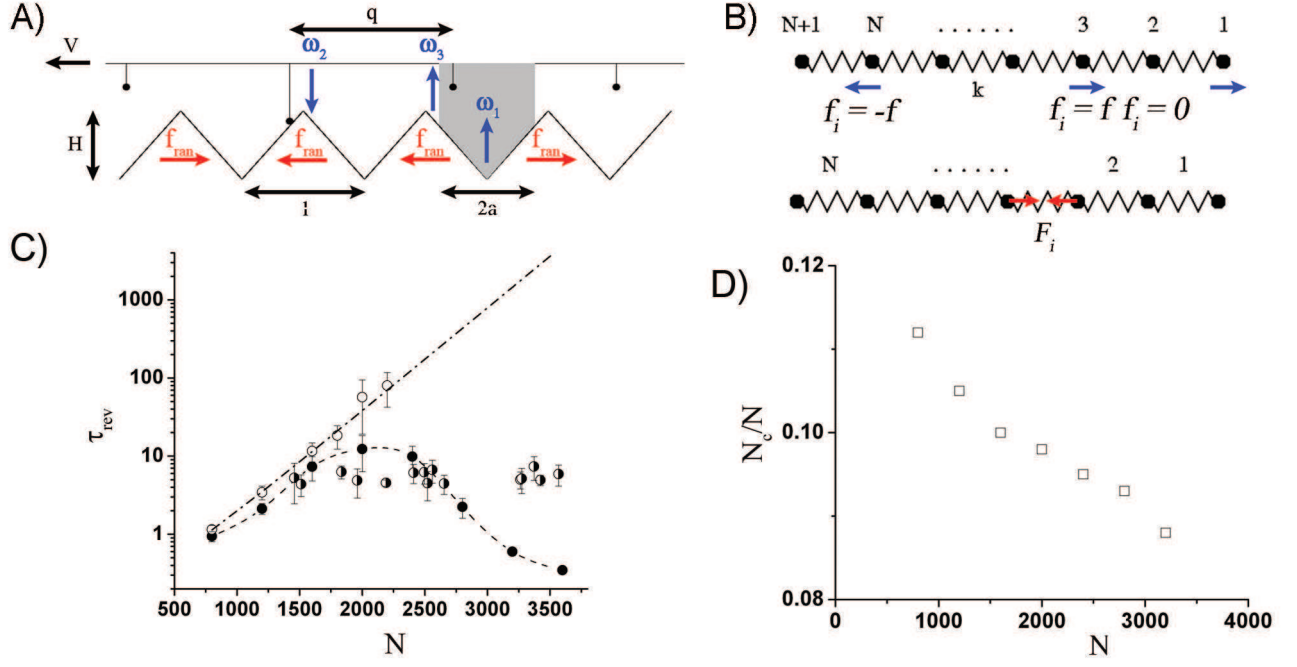 A)
q
V
ω2
ω3
ω1
H
fran
fran
fran
fran
l
2a
B)
N+1 N ...... 3 2 1
k
fi = -f fi = f fi = 0
N ...... 2 1
Fi
C)
1000
100
10
1
τrev
500 1000 1500 2000 2500 3000 3500
N
D)
0.12
0.10
0.08
Nc/N
0 1000 2000 3000 4000
N